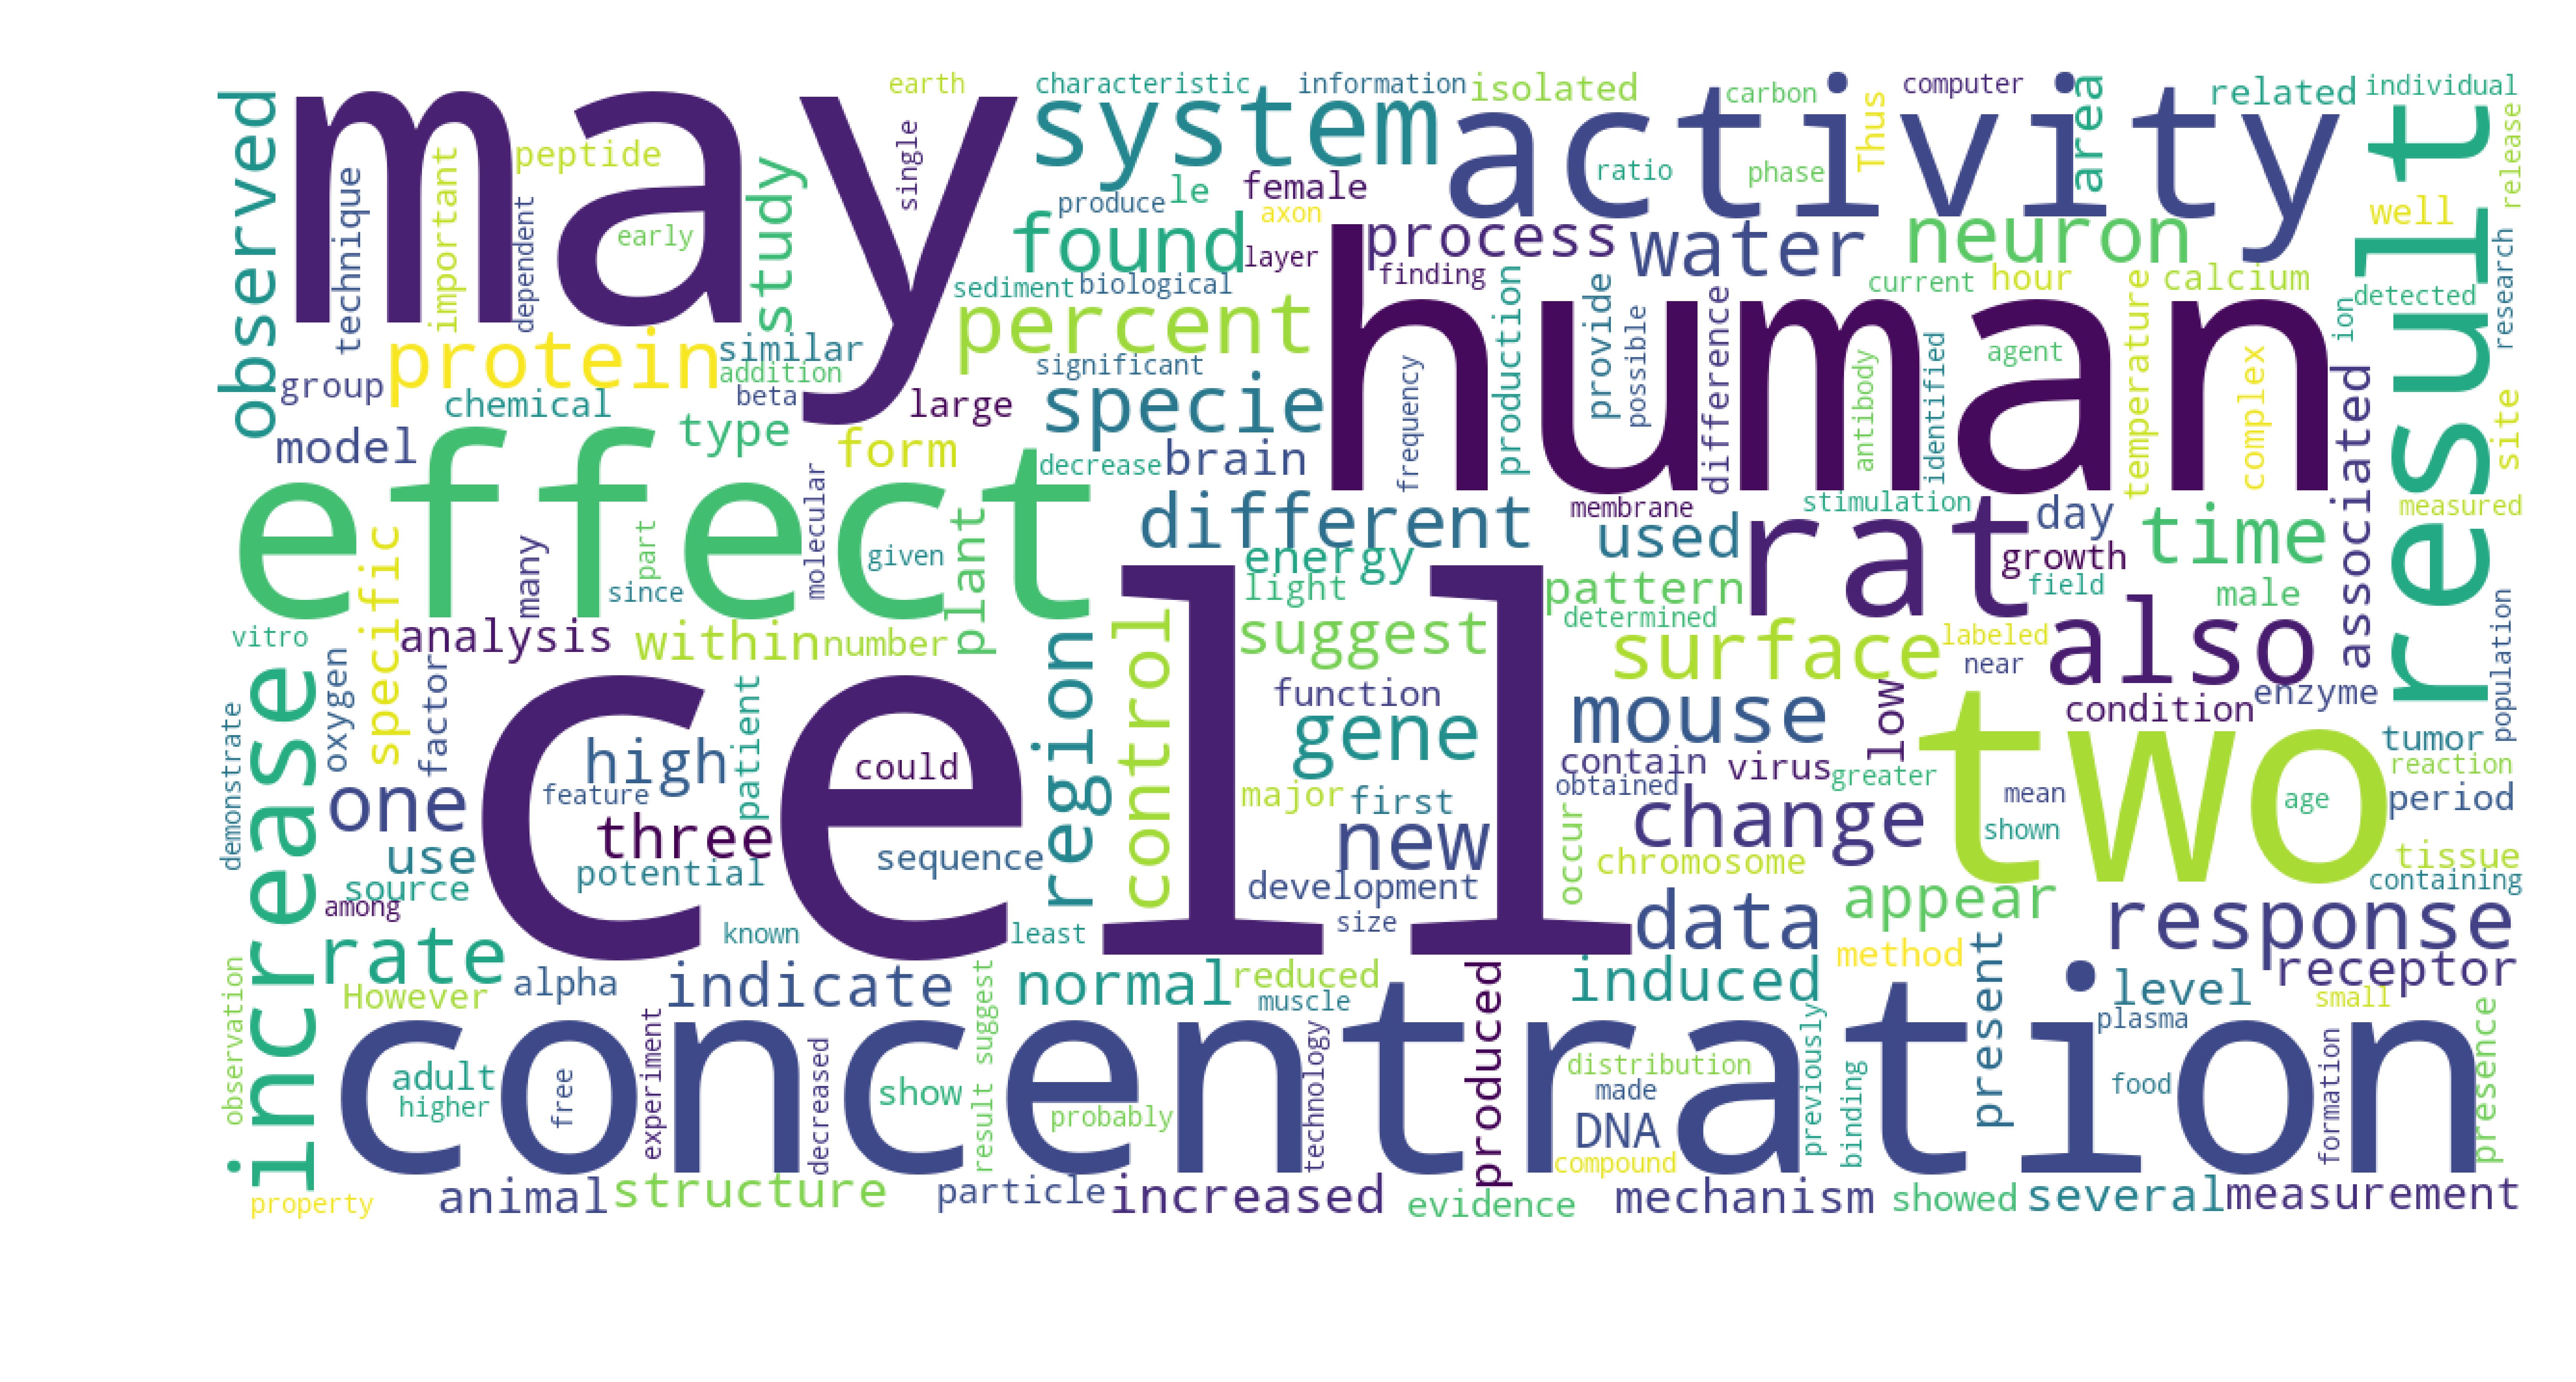 may
human
cell
effect
concentration
activity
result
two
rat
increase
system
observed
earth
characteristic
information
isolated
carbon
computer
related
individual
area
Thus
release
single
peptide
important
technique
dependent
early
study
produce
le
female
axon
ratio
phase
well
found
layer
process
water
neuron
finding
sediment
biological
current
hour
calcium
detected
research
ion
percent
production
provide
possible
difference
protein
similar
addition
significant
group
beta
large
frequency
antibody
identified
agent
temperature
complex
associated
site
chemical
specie
model
type
form
decrease
brain
membrane
stimulation
measured
different
used
day
time
specific
many
part
molecular
given
plant
since
energy
light
pattern
growth
field
male
determined
vitro
analysis
within
number
suggest
surface
labeled
near
also
population
region
control
oxygen
factor
patient
function
mouse
low
condition
enzyme
demonstrate
high
could
gene
contain
virus
greater
tumor
reaction
feature
major
first
obtained
mean
age
period
one
three
new
change
shown
use
sequence
occur
chromosome
tissue
source
potential
development
containing
among
size
data
appear
response
rate
known
least
method
present
However
alpha
indicate
normal
reduced
induced
level
receptor
small
muscle
produced
observation
plasma
presence
experiment
decreased
result suggest
technology
distribution
previously
binding
formation
adult
higher
free
show
probably
made
food
DNA
compound
property
animal
structure
particle
increased
evidence
mechanism
showed
several
measurement